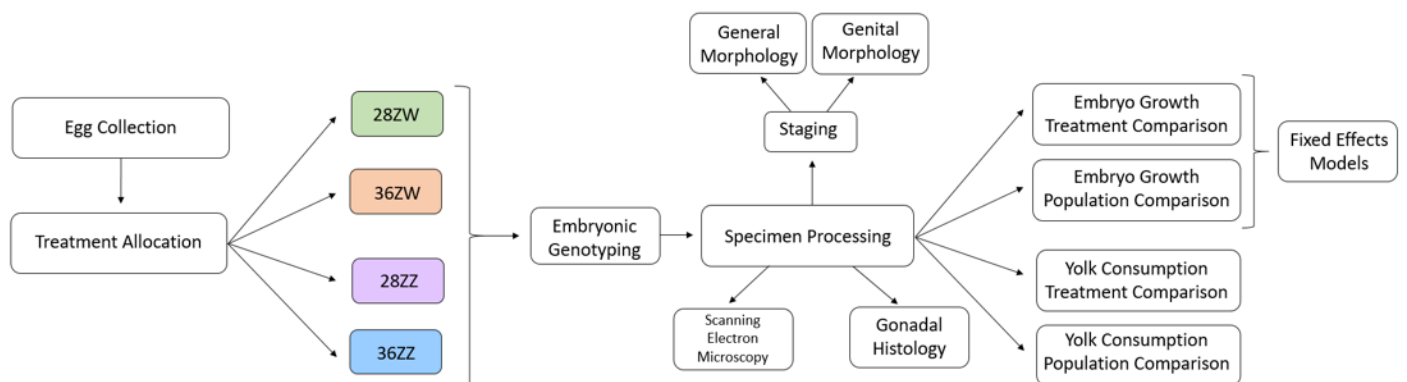 Egg Collection
Treatment Allocation
28ZW
36ZW
28ZZ
36ZZ
Embryonic
Genotyping
General
Morphology
Genital
Morphology
Staging
Specimen Processing
Scanning
Electron
Microscopy
Gonadal
Histology
Embryo Growth
Treatment Comparison
Embryo Growth
Population Comparison
Yolk Consumption
Treatment Comparison
Yolk Consumption
Population Comparison
Fixed Effects
Models